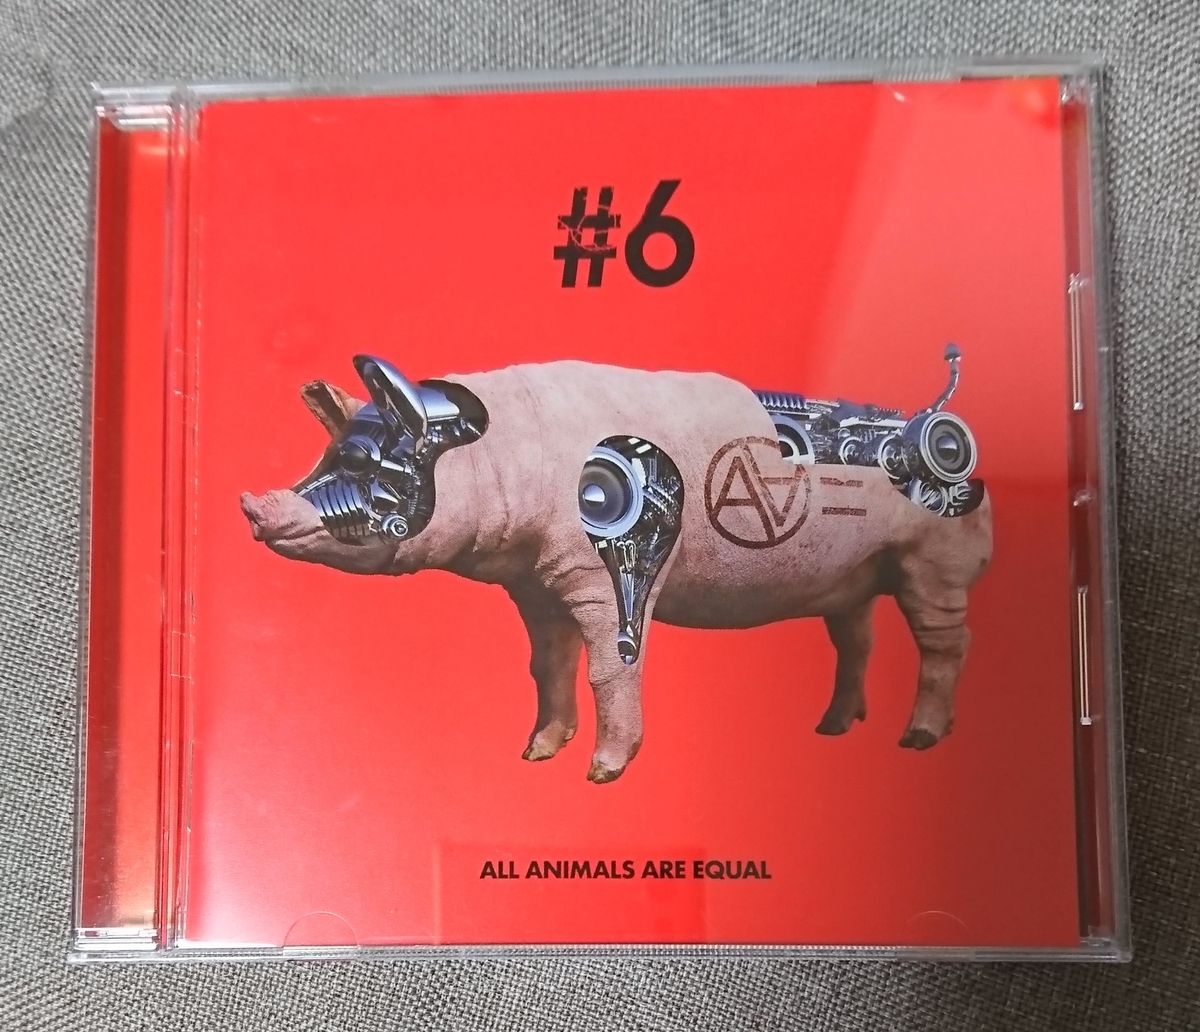 #6
A∀=
ALL ANIMALS ARE EQUAL